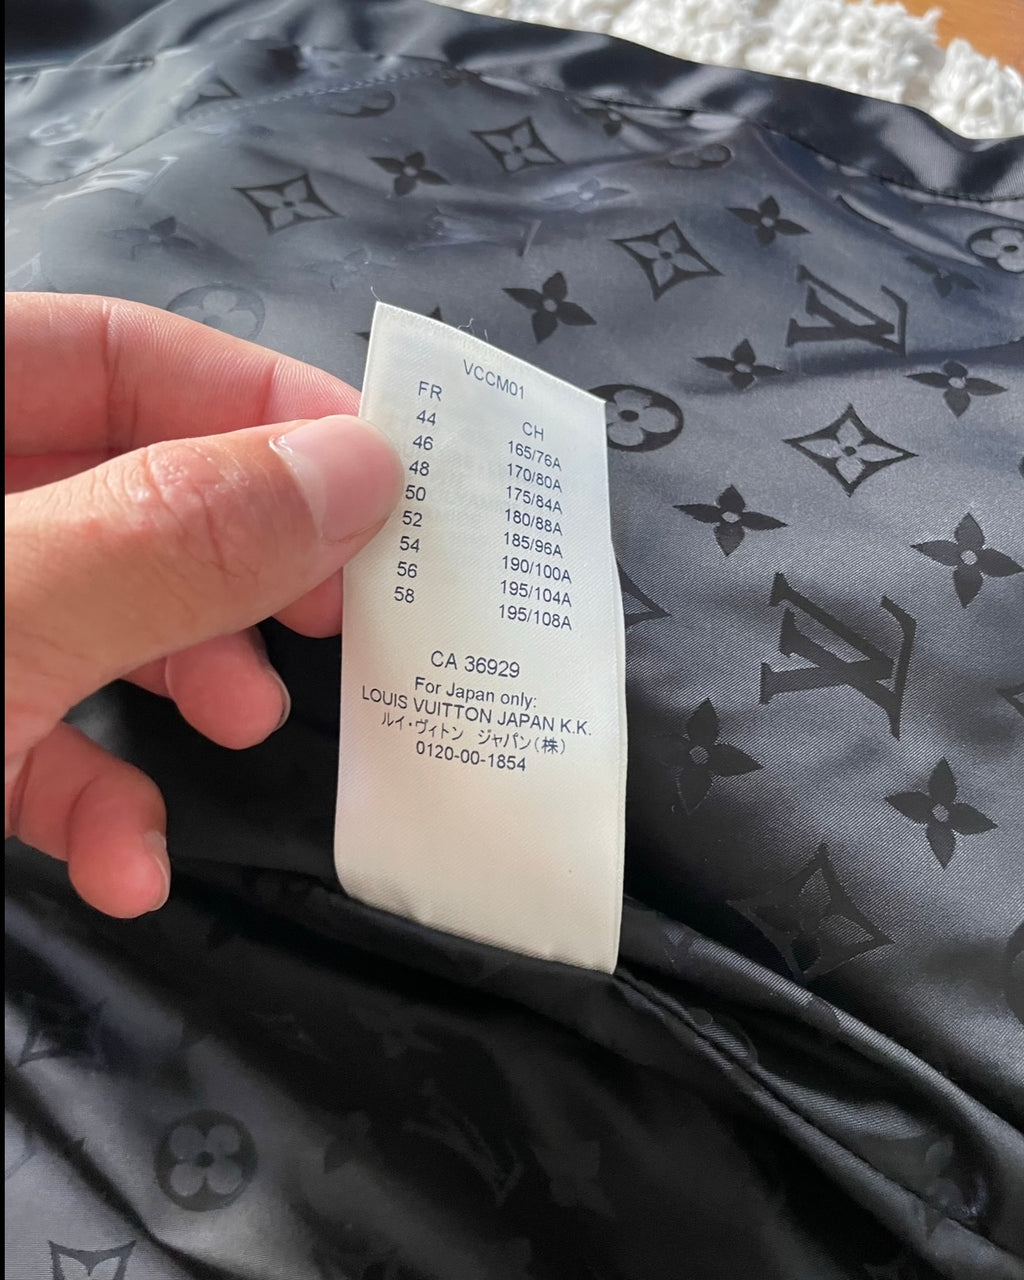 VCCM01
FR CH
44 165/76A
46 170/80A
48 175/84A
50 180/88A
52 185/96A
54 190/100A
56 195/104A
58 195/108A
CA 36929
For Japan only:
LOUIS VUITTON JAPAN K.K.
ルイ・ヴィトン ジャパン(株)
0120-00-1854
LV
LV